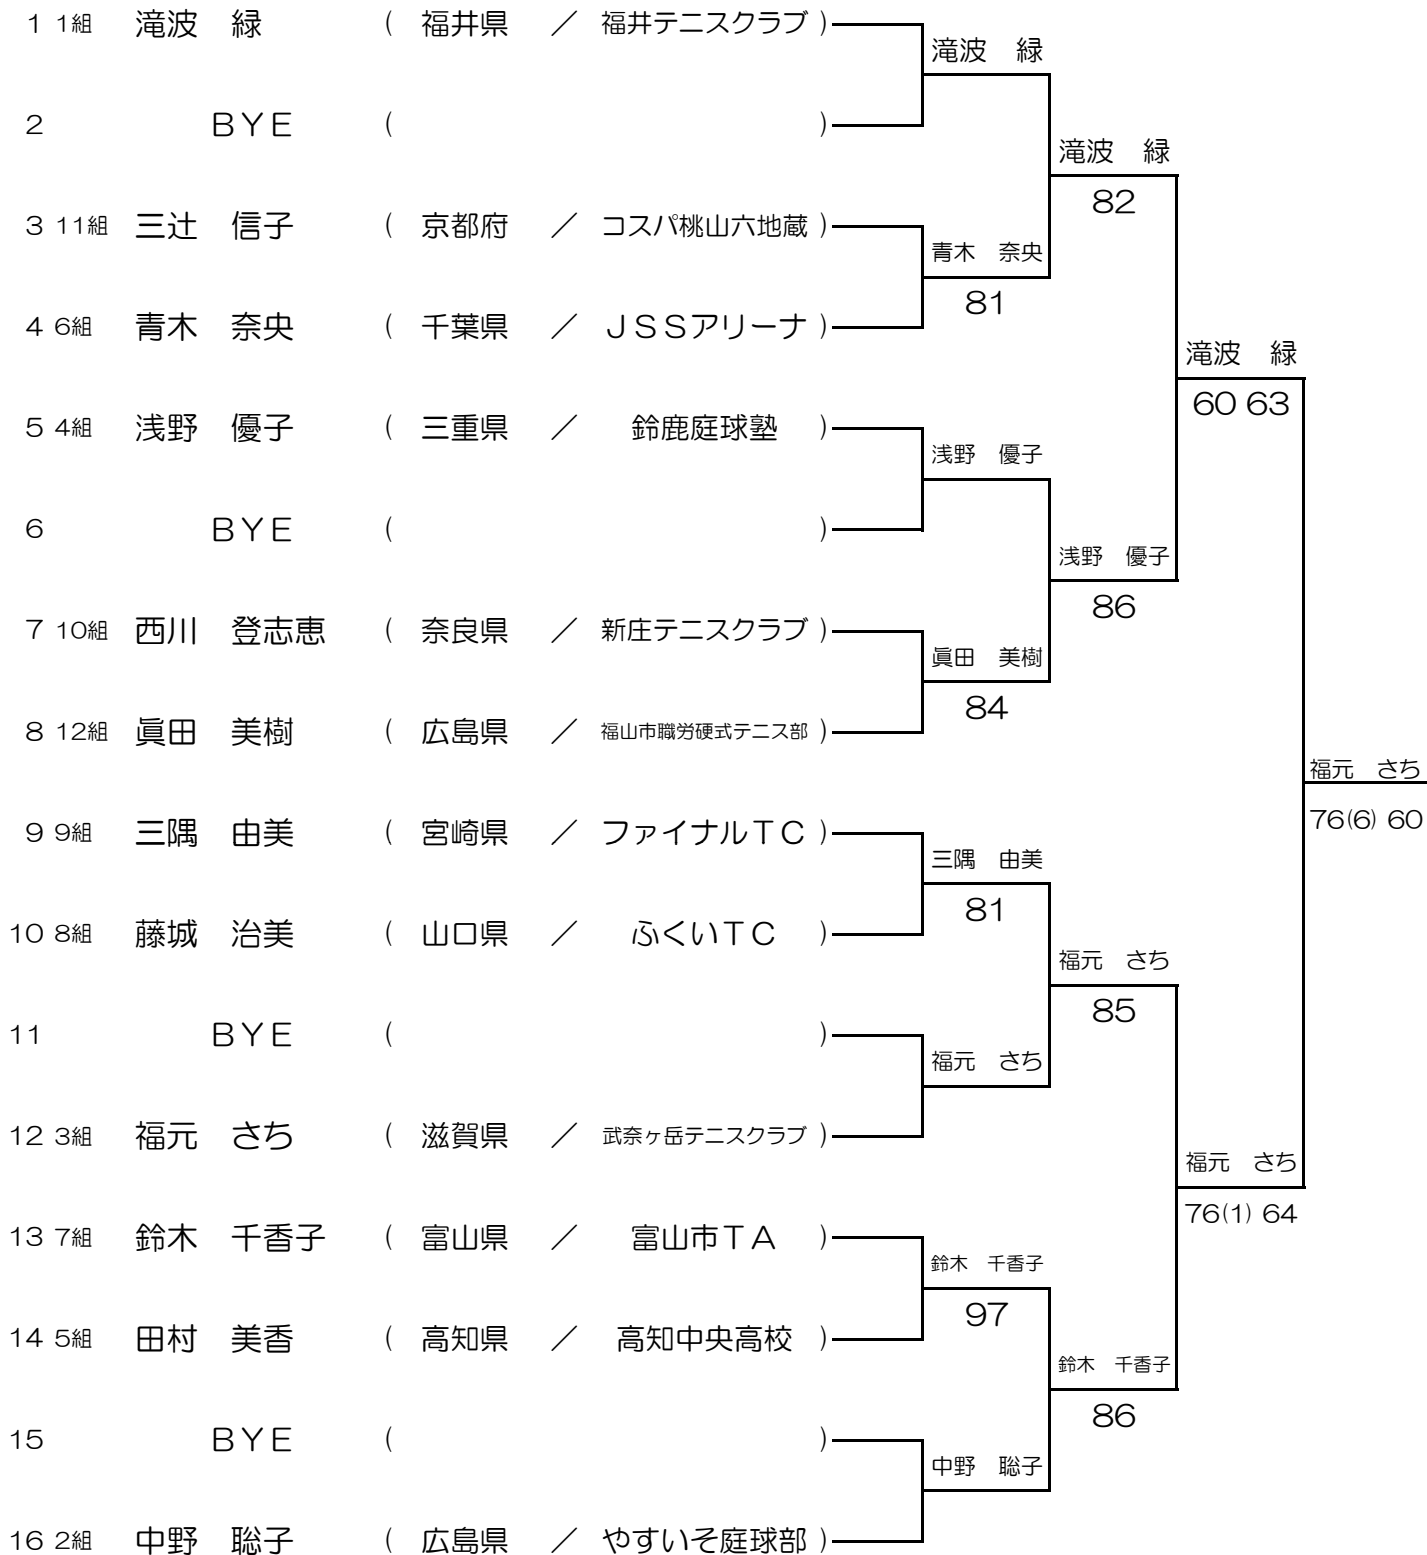 1 1組 滝波 緑 ( 福井県 ／ 福井テニスクラブ )
滝波 緑
2 BYE ( )
滝波 緑
82
3 11組 三辻 信子 ( 京都府 ／ コスパ桃山六地蔵 )
青木 奈央
81
4 6組 青木 奈央 ( 千葉県 ／ JSSアリーナ )
滝波 緑
60 63
5 4組 浅野 優子 ( 三重県 ／ 鈴鹿庭球塾 )
浅野 優子
6 BYE ( )
浅野 優子
86
7 10組 西川 登志恵 ( 奈良県 ／ 新庄テニスクラブ )
眞田 美樹
84
8 12組 眞田 美樹 ( 広島県 ／ 福山市職労硬式テニス部 )
福元 さち
76(6) 60
9 9組 三隅 由美 ( 宮崎県 ／ ファイナルTC )
三隅 由美
81
10 8組 藤城 治美 ( 山口県 ／ ふくいTC )
福元 さち
85
11 BYE ( )
福元 さち
12 3組 福元 さち ( 滋賀県 ／ 武奈ヶ岳テニスクラブ )
福元 さち
76(1) 64
13 7組 鈴木 千香子 ( 富山県 ／ 富山市TA )
鈴木 千香子
97
14 5組 田村 美香 ( 高知県 ／ 高知中央高校 )
鈴木 千香子
86
15 BYE ( )
中野 聡子
16 2組 中野 聡子 ( 広島県 ／ やすいそ庭球部 )